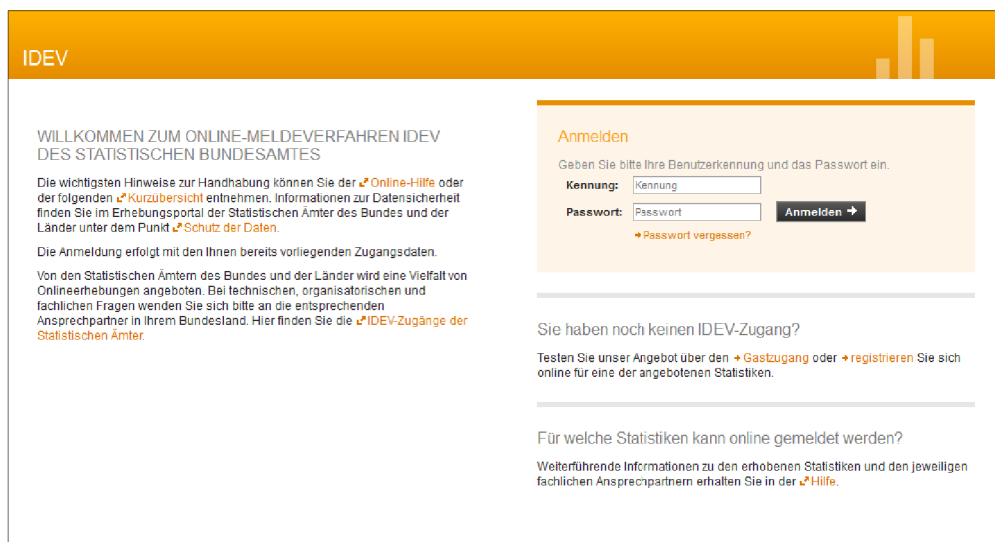 IDEV
WILLKOMMEN ZUM ONLINE-MELDEVERFAHREN IDEV
DES STATISTISCHEN BUNDESAMTES
Die wichtigsten Hinweise zur Handhabung können Sie der Online-Hilfe oder
der folgenden Kurzübersicht entnehmen. Informationen zur Datensicherheit
finden Sie im Erhebungsportal der Statistischen Ämter des Bundes und der
Länder unter dem Punkt Schutz der Daten.
Die Anmeldung erfolgt mit den Ihnen bereits vorliegenden Zugangsdaten.
Von den Statistischen Ämtern des Bundes und der Länder wird eine Vielfalt von
Onlineerhebungen angeboten. Bei technischen, organisatorischen und
fachlichen Fragen wenden Sie sich bitte an die entsprechenden
Ansprechpartner in Ihrem Bundesland. Hier finden Sie die IDEV-Zugänge der
Statistischen Ämter.
Anmelden
Geben Sie bitte Ihre Benutzerkennung und das Passwort ein.
Kennung: Kennung
Passwort: Passwort Anmelden →
→ Passwort vergessen?
Sie haben noch keinen IDEV-Zugang?
Testen Sie unser Angebot über den → Gastzugang oder → registrieren Sie sich
online für eine der angebotenen Statistiken.
Für welche Statistiken kann online gemeldet werden?
Weiterführende Informationen zu den erhobenen Statistiken und den jeweiligen
fachlichen Ansprechpartnern erhalten Sie in der Hilfe.